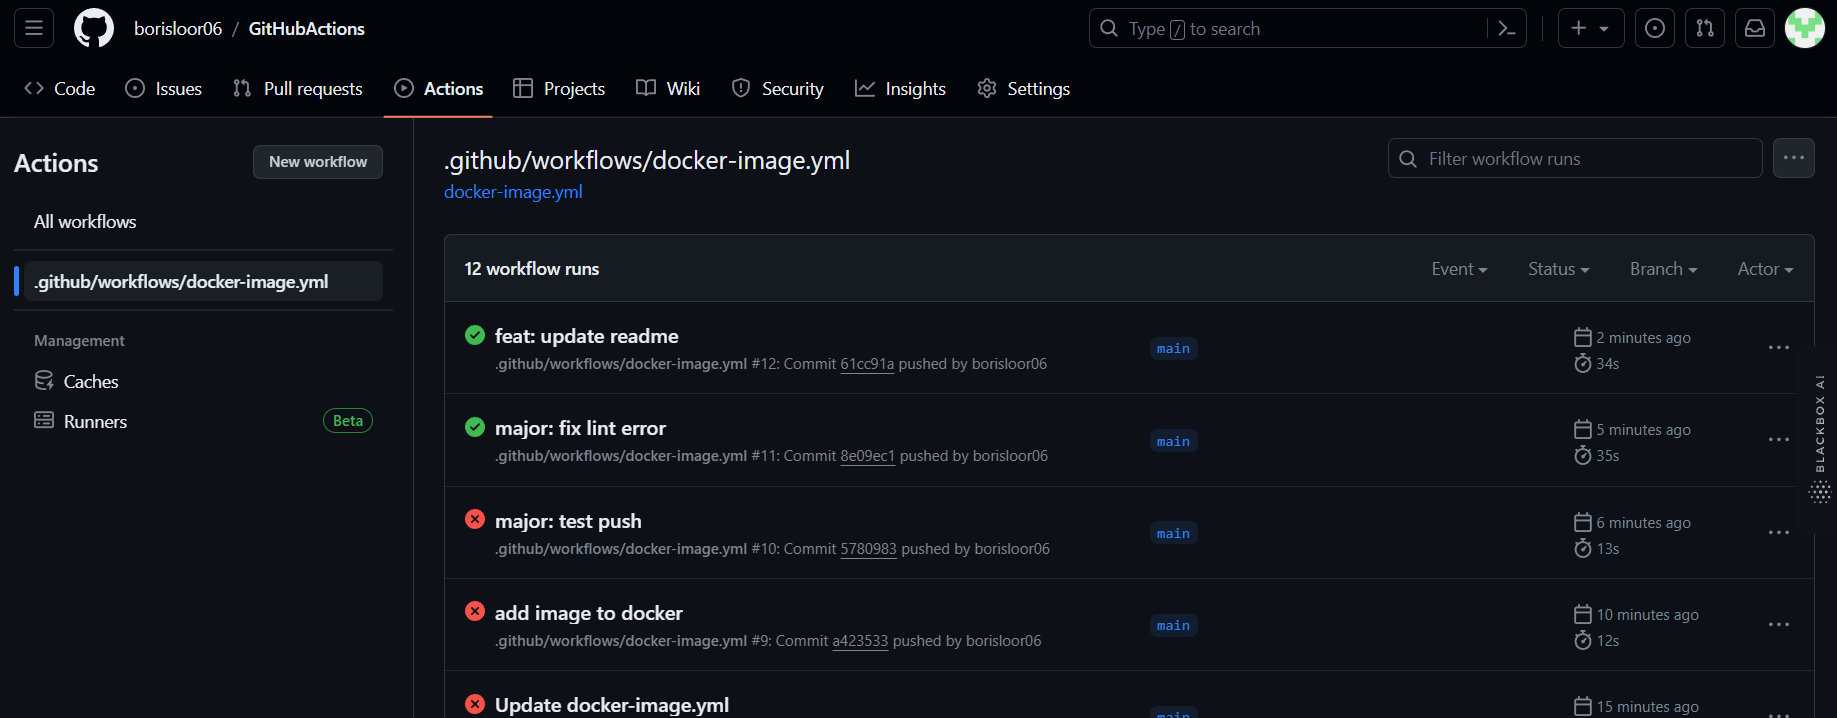 borisloor06 / GitHubActions
Type / to search
Code Issues Pull requests Actions Projects Wiki Security Insights Settings
Actions
New workflow
All workflows
.github/workflows/docker-image.yml
Management
Caches
Runners Beta
.github/workflows/docker-image.yml
docker-image.yml
Filter workflow runs
12 workflow runs
Event Status Branch Actor
feat: update readme
.github/workflows/docker-image.yml #12: Commit 61cc91a pushed by borisloor06
main
2 minutes ago
34s
major: fix lint error
.github/workflows/docker-image.yml #11: Commit 8e09ec1 pushed by borisloor06
main
5 minutes ago
35s
major: test push
.github/workflows/docker-image.yml #10: Commit 5780983 pushed by borisloor06
main
6 minutes ago
13s
add image to docker
.github/workflows/docker-image.yml #9: Commit a423533 pushed by borisloor06
main
10 minutes ago
12s
Update docker-image.yml
main
15 minutes ago
BLACKBOX AI